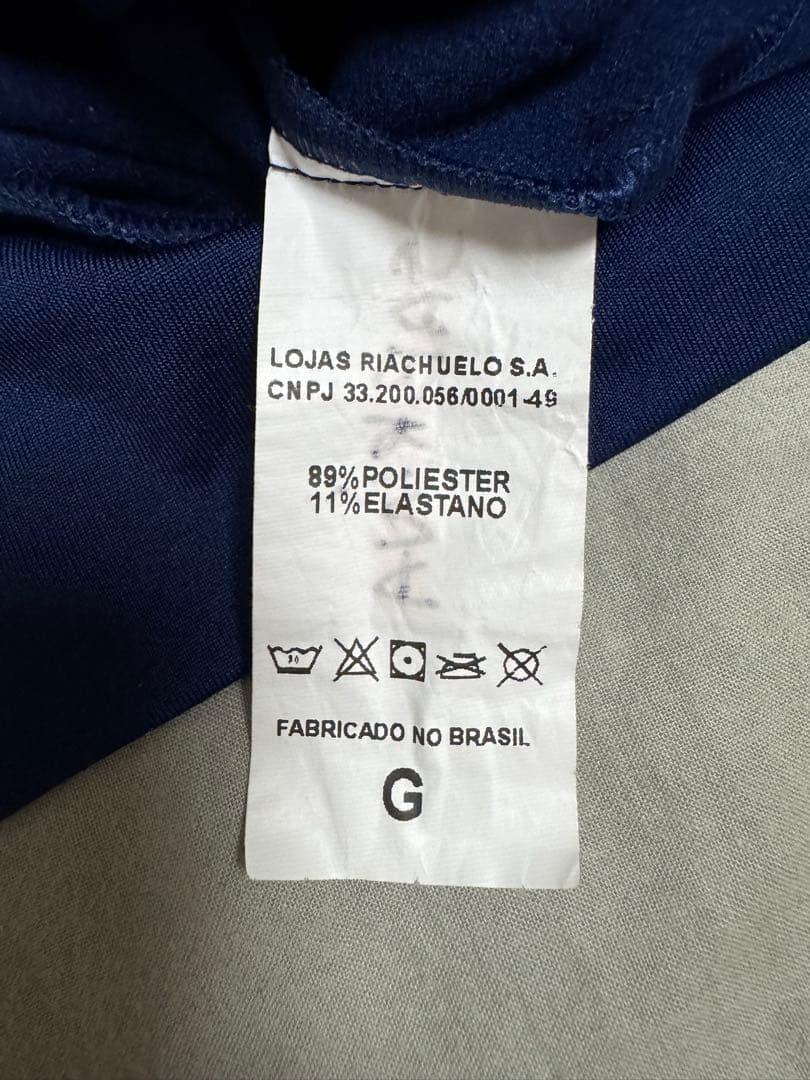 LOJAS RIACHUELO S.A.
CNPJ 33.200.056/0001-49
89%POLIESTER
11%ELASTANO
FABRICADO NO BRASIL
G